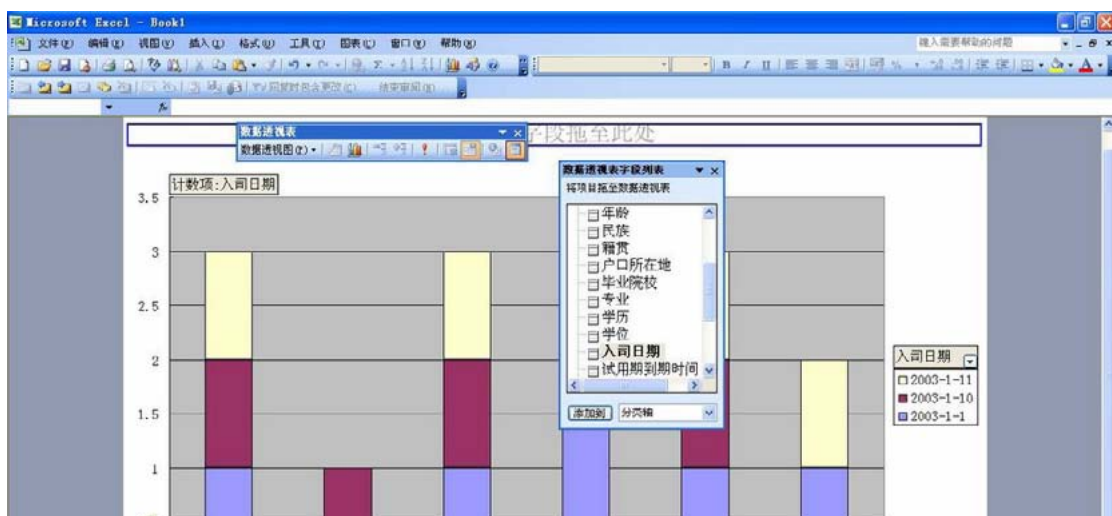 Microsoft Excel - Book1
文件(F) 编辑(E) 视图(V) 插入(I) 格式(O) 工具(T) 图表(C) 窗口(W) 帮助(H) 键入需要帮助的问题
结束审阅(N)
字段拖至此处
数据透视表
数据透视图(P)
计数项:入司日期
3.5
3
2.5
2
1.5
1
数据透视表字段列表
将项目拖至数据透视表
年龄
民族
籍贯
户口所在地
毕业院校
专业
学历
学位
入司日期
试用期到期时间
添加到 分类轴
入司日期
2003-1-11
2003-1-10
2003-1-1